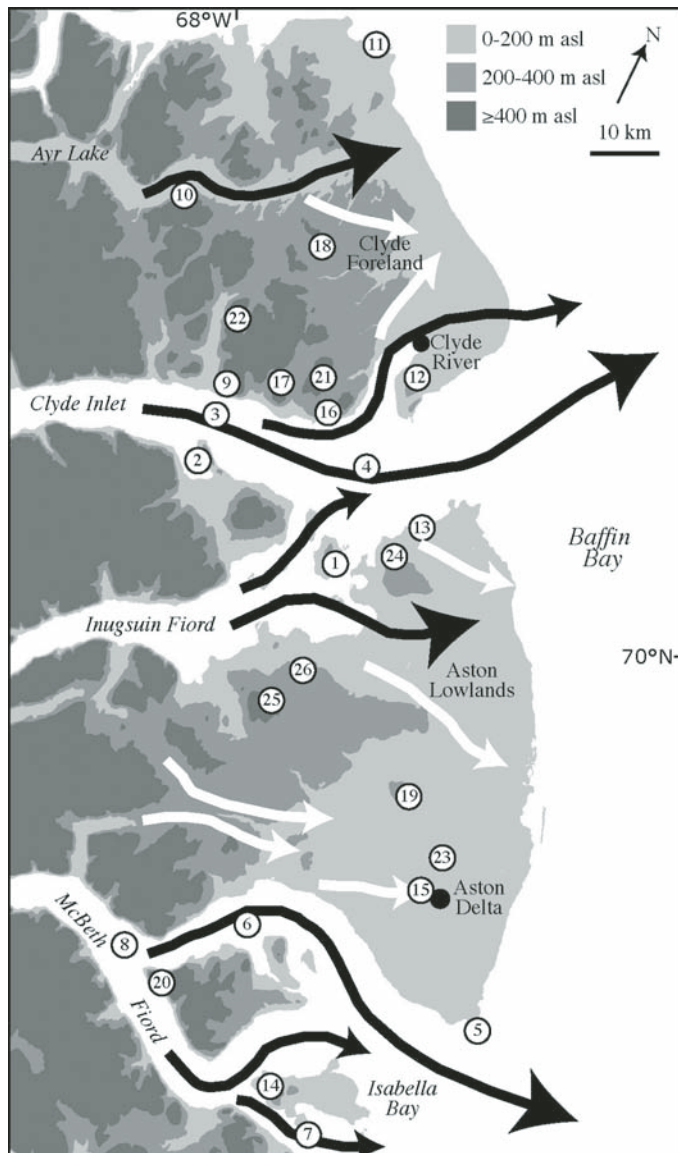 68°W
11
0-200 m asl
200-400 m asl
≥400 m asl
N
10 km
Ayr Lake
10
18
Clyde
Foreland
22
Clyde
River
9
17
21
12
16
Clyde Inlet
3
2
4
13
24
1
Baffin
Bay
Inugsuin Fiord
70°N
26
25
Aston
Lowlands
19
23
15
Aston
Delta
McBeth
Fiord
8
6
20
5
14
Isabella
Bay
7